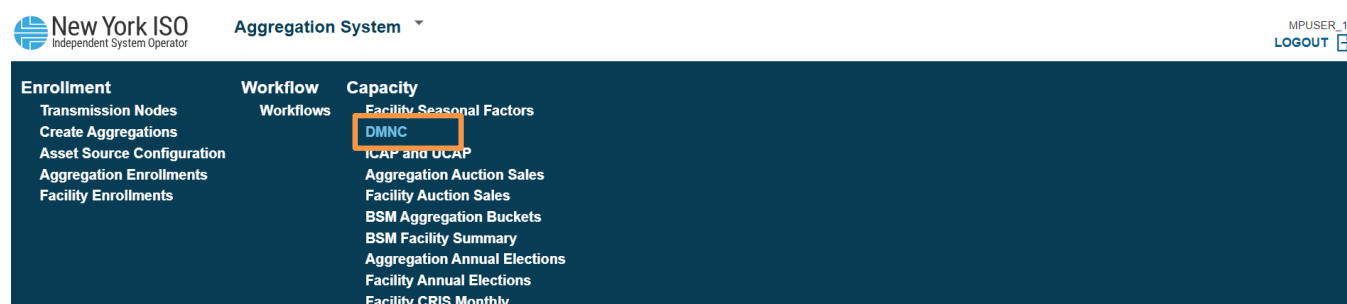 New York ISO
Independent System Operator
Aggregation System
MPUSER_1
LOGOUT
Enrollment
Transmission Nodes
Create Aggregations
Asset Source Configuration
Aggregation Enrollments
Facility Enrollments
Workflow
Workflows
Capacity
Facility Seasonal Factors
DMNC
ICAP and UCAP
Aggregation Auction Sales
Facility Auction Sales
BSM Aggregation Buckets
BSM Facility Summary
Aggregation Annual Elections
Facility Annual Elections
Facility CRIS Monthly